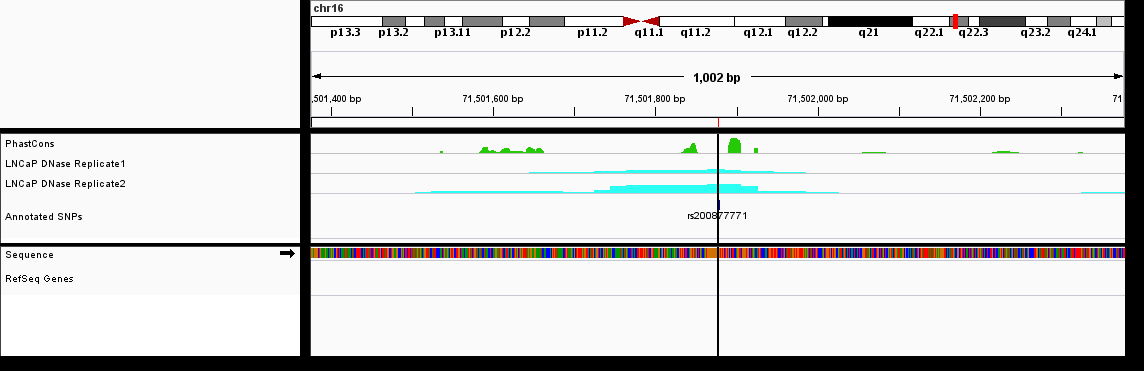 chr16
p13.3 p13.2 p13.11 p12.2 p11.2 q11.1 q11.2 q12.1 q12.2 q21 q22.1 q22.3 q23.2 q24.1
1,002 bp
,501,400 bp 71,501,600 bp 71,501,800 bp 71,502,000 bp 71,502,200 bp 71
PhastCons
LNCaP DNase Replicate1
LNCaP DNase Replicate2
Annotated SNPs
rs200877771
Sequence
RefSeq Genes